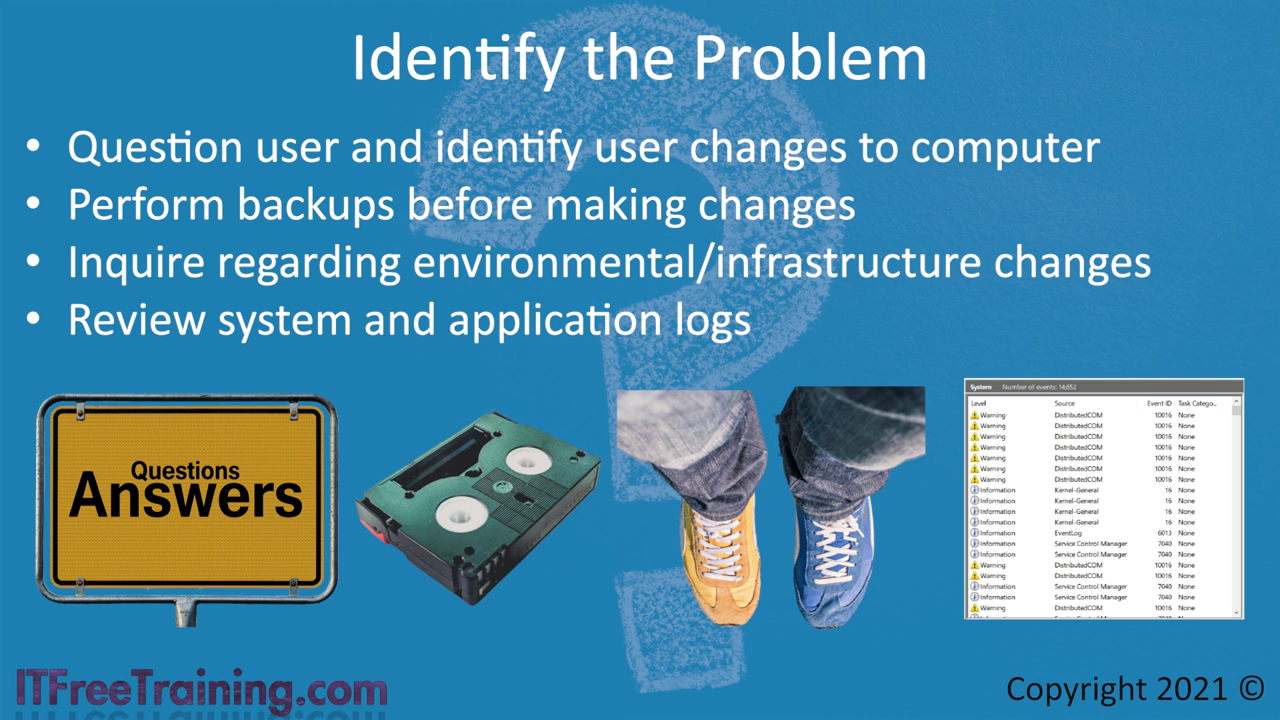 Identify the Problem
• Question user and identify user changes to computer
• Perform backups before making changes
• Inquire regarding environmental/infrastructure changes
• Review system and application logs
Questions
Answers
System Number of events: 14,652
Level Source Event ID Task Catego...
Warning DistributedCOM 10016 None
Warning DistributedCOM 10016 None
Warning DistributedCOM 10016 None
Warning DistributedCOM 10016 None
Warning DistributedCOM 10016 None
Warning DistributedCOM 10016 None
Warning DistributedCOM 10016 None
Information Kernel-General 16 None
Information Kernel-General 16 None
Information Kernel-General 16 None
Information Kernel-General 16 None
Information EventLog 6013 None
Information Service Control Manager 7040 None
Information Service Control Manager 7040 None
Warning DistributedCOM 10016 None
Warning DistributedCOM 10016 None
Information Service Control Manager 7040 None
Information Service Control Manager 7040 None
Warning DistributedCOM 10016 None
ITFreeTraining.com
Copyright 2021 ©